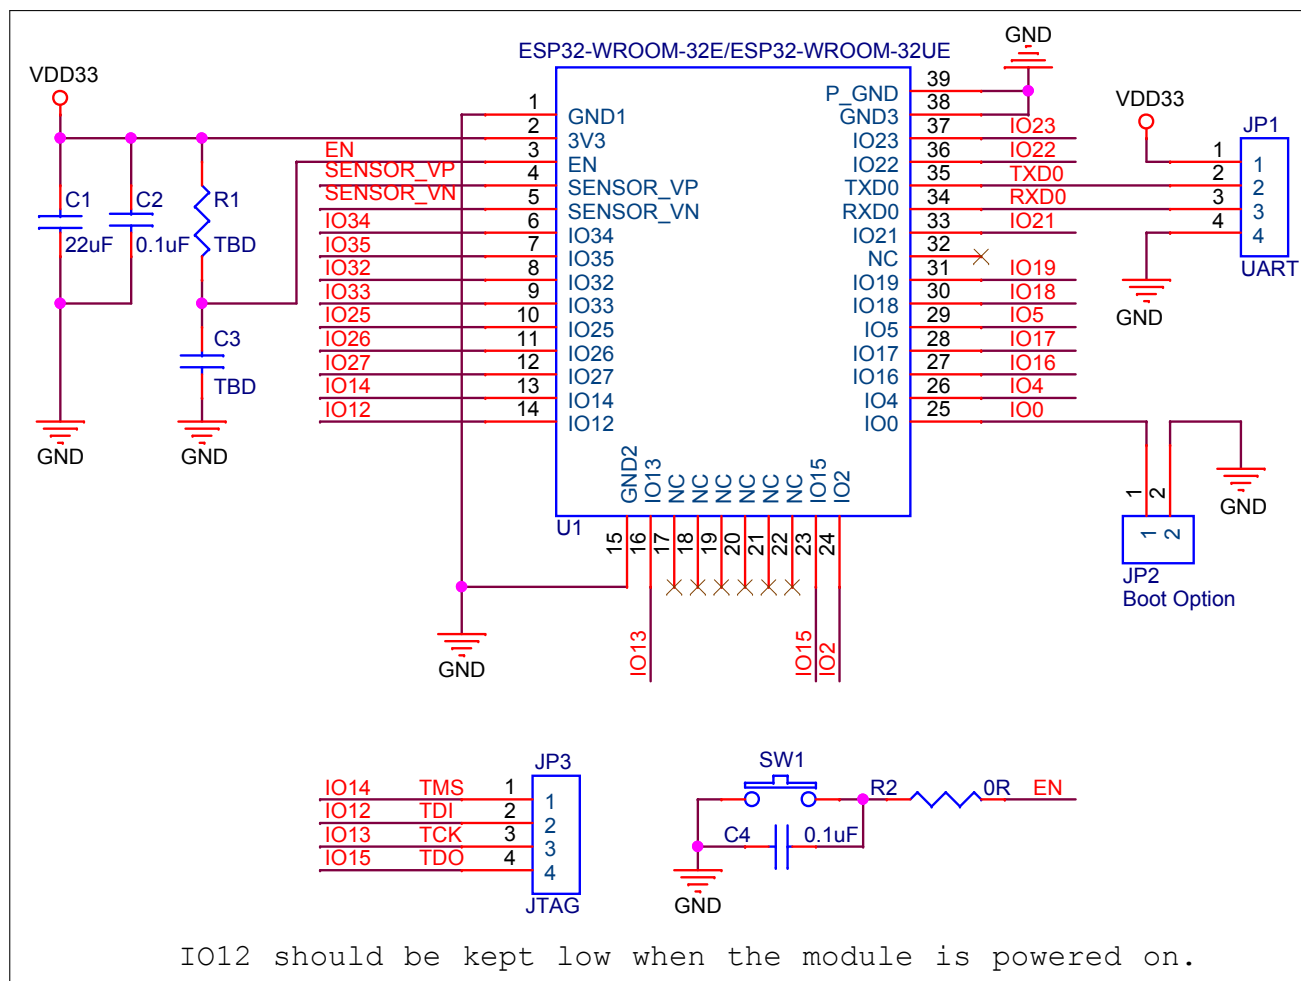 GND
ESP32-WROOM-32E/ESP32-WROOM-32UE
VDD33
VDD33
JP1
1 GND1
2 3V3
EN 3 EN
SENSOR_VP 4 SENSOR_VP
SENSOR_VN 5 SENSOR_VN
IO34 6 IO34
IO35 7 IO35
IO32 8 IO32
IO33 9 IO33
IO25 10 IO25
IO26 11 IO26
IO27 12 IO27
IO14 13 IO14
IO12 14 IO12
P_GND 39
GND3 38
IO23 37 IO23
IO22 36 IO22
TXD0 35 TXD0
RXD0 34 RXD0
IO21 33 IO21
NC 32
IO19 31 IO19
IO18 30 IO18
IO5 29 IO5
IO17 28 IO17
IO16 27 IO16
IO4 26 IO4
IO0 25 IO0
1 1
2 2
3 3
4 4
UART
GND
C1
22uF
C2
0.1uF
R1
TBD
C3
TBD
GND
GND
GND2 IO13 NC NC NC NC NC NC IO15 IO2
U1
15 16 17 18 19 20 21 22 23 24
IO13 IO15 IO2
GND
GND
1 2
1 2
JP2
Boot Option
JP3
IO14 TMS 1 1
IO12 TDI 2 2
IO13 TCK 3 3
IO15 TDO 4 4
JTAG
SW1
R2 0R EN
C4 0.1uF
GND
IO12 should be kept low when the module is powered on.